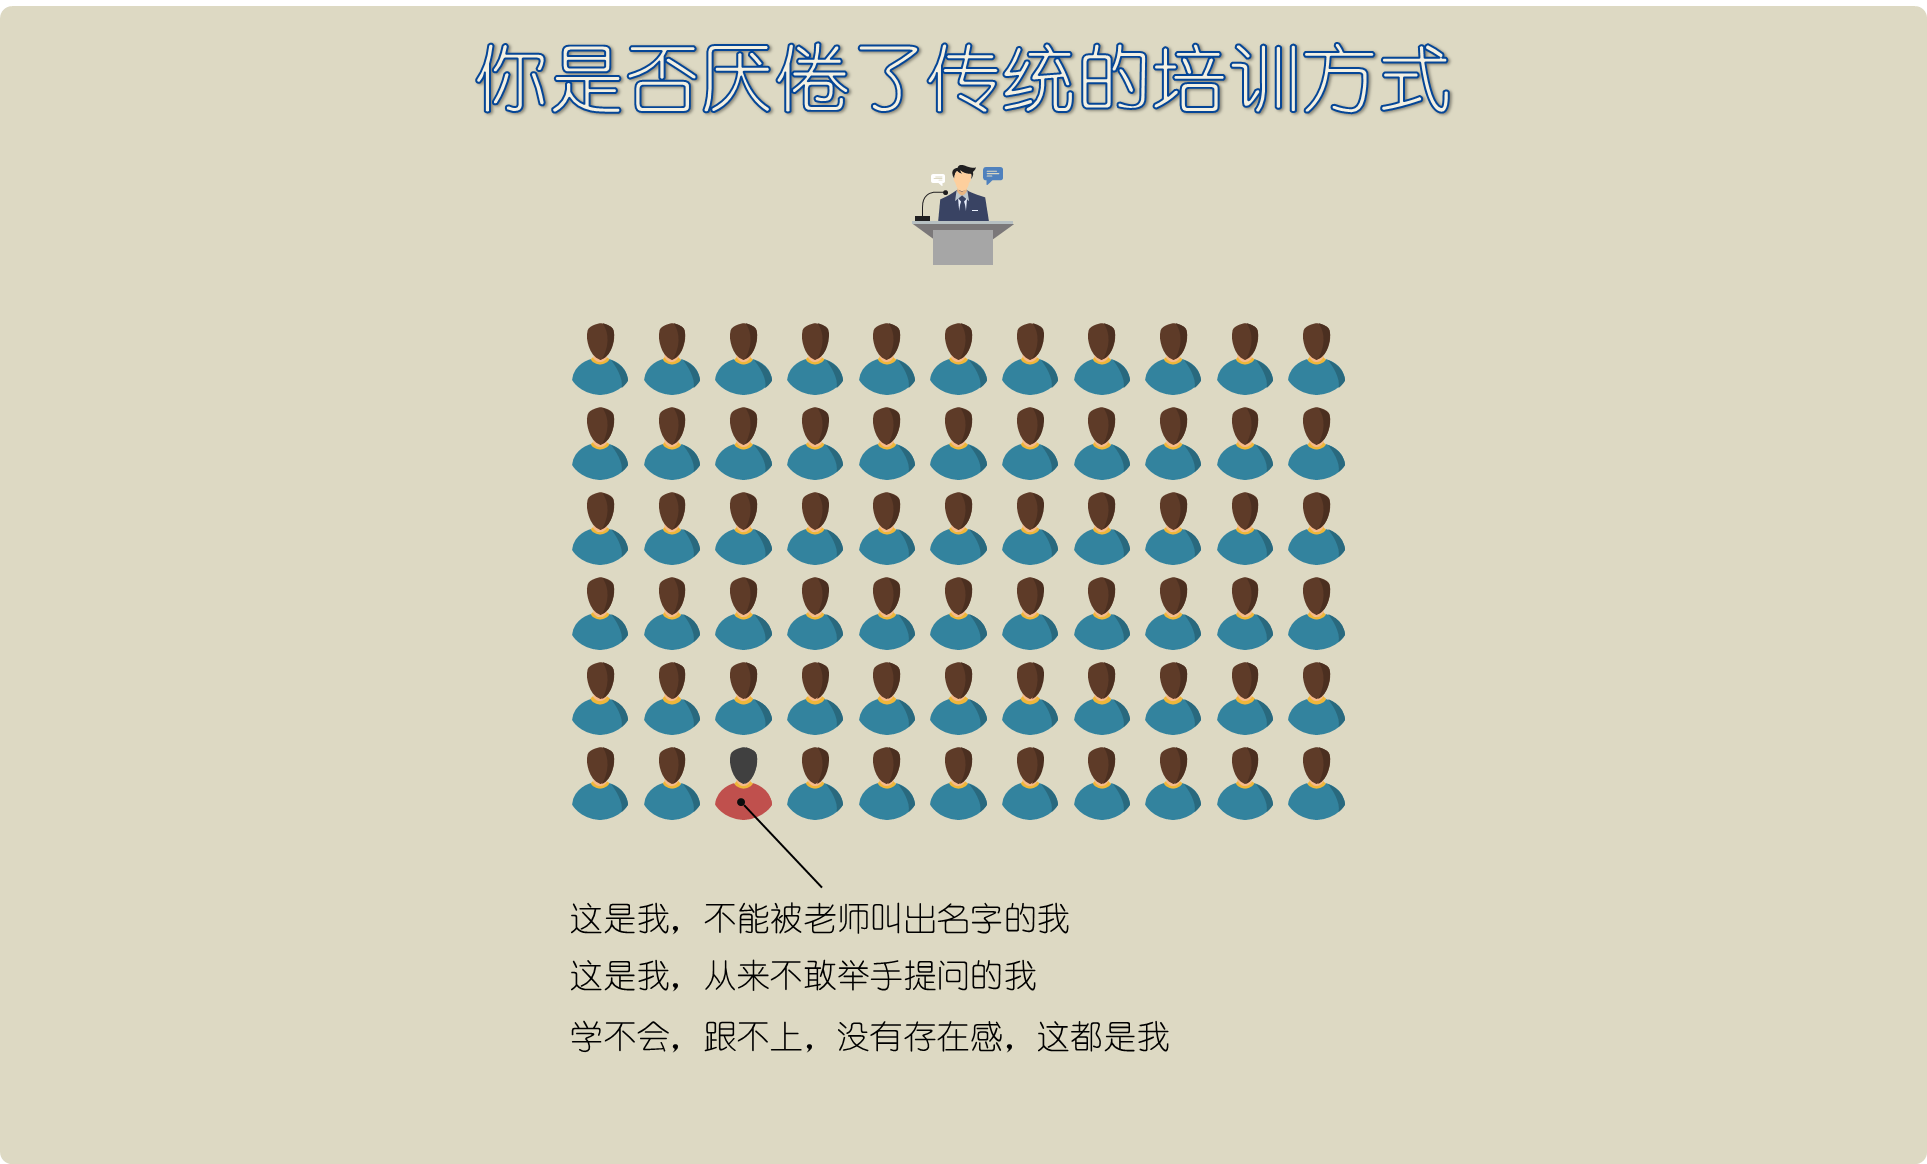 你是否厌倦了传统的培训方式
这是我，不能被老师叫出名字的我
这是我，从来不敢举手提问的我
学不会，跟不上，没有存在感，这都是我